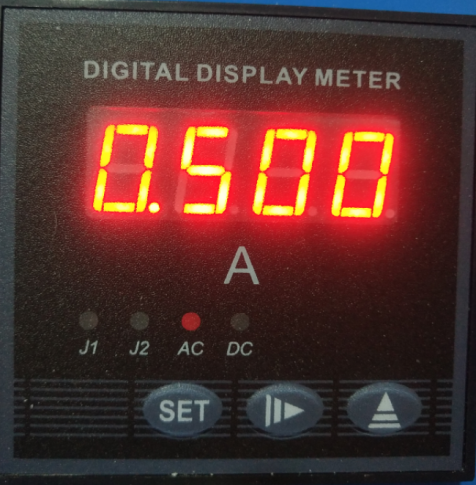 DIGITAL DISPLAY METER
0.500
A
J1 J2 AC DC
SET